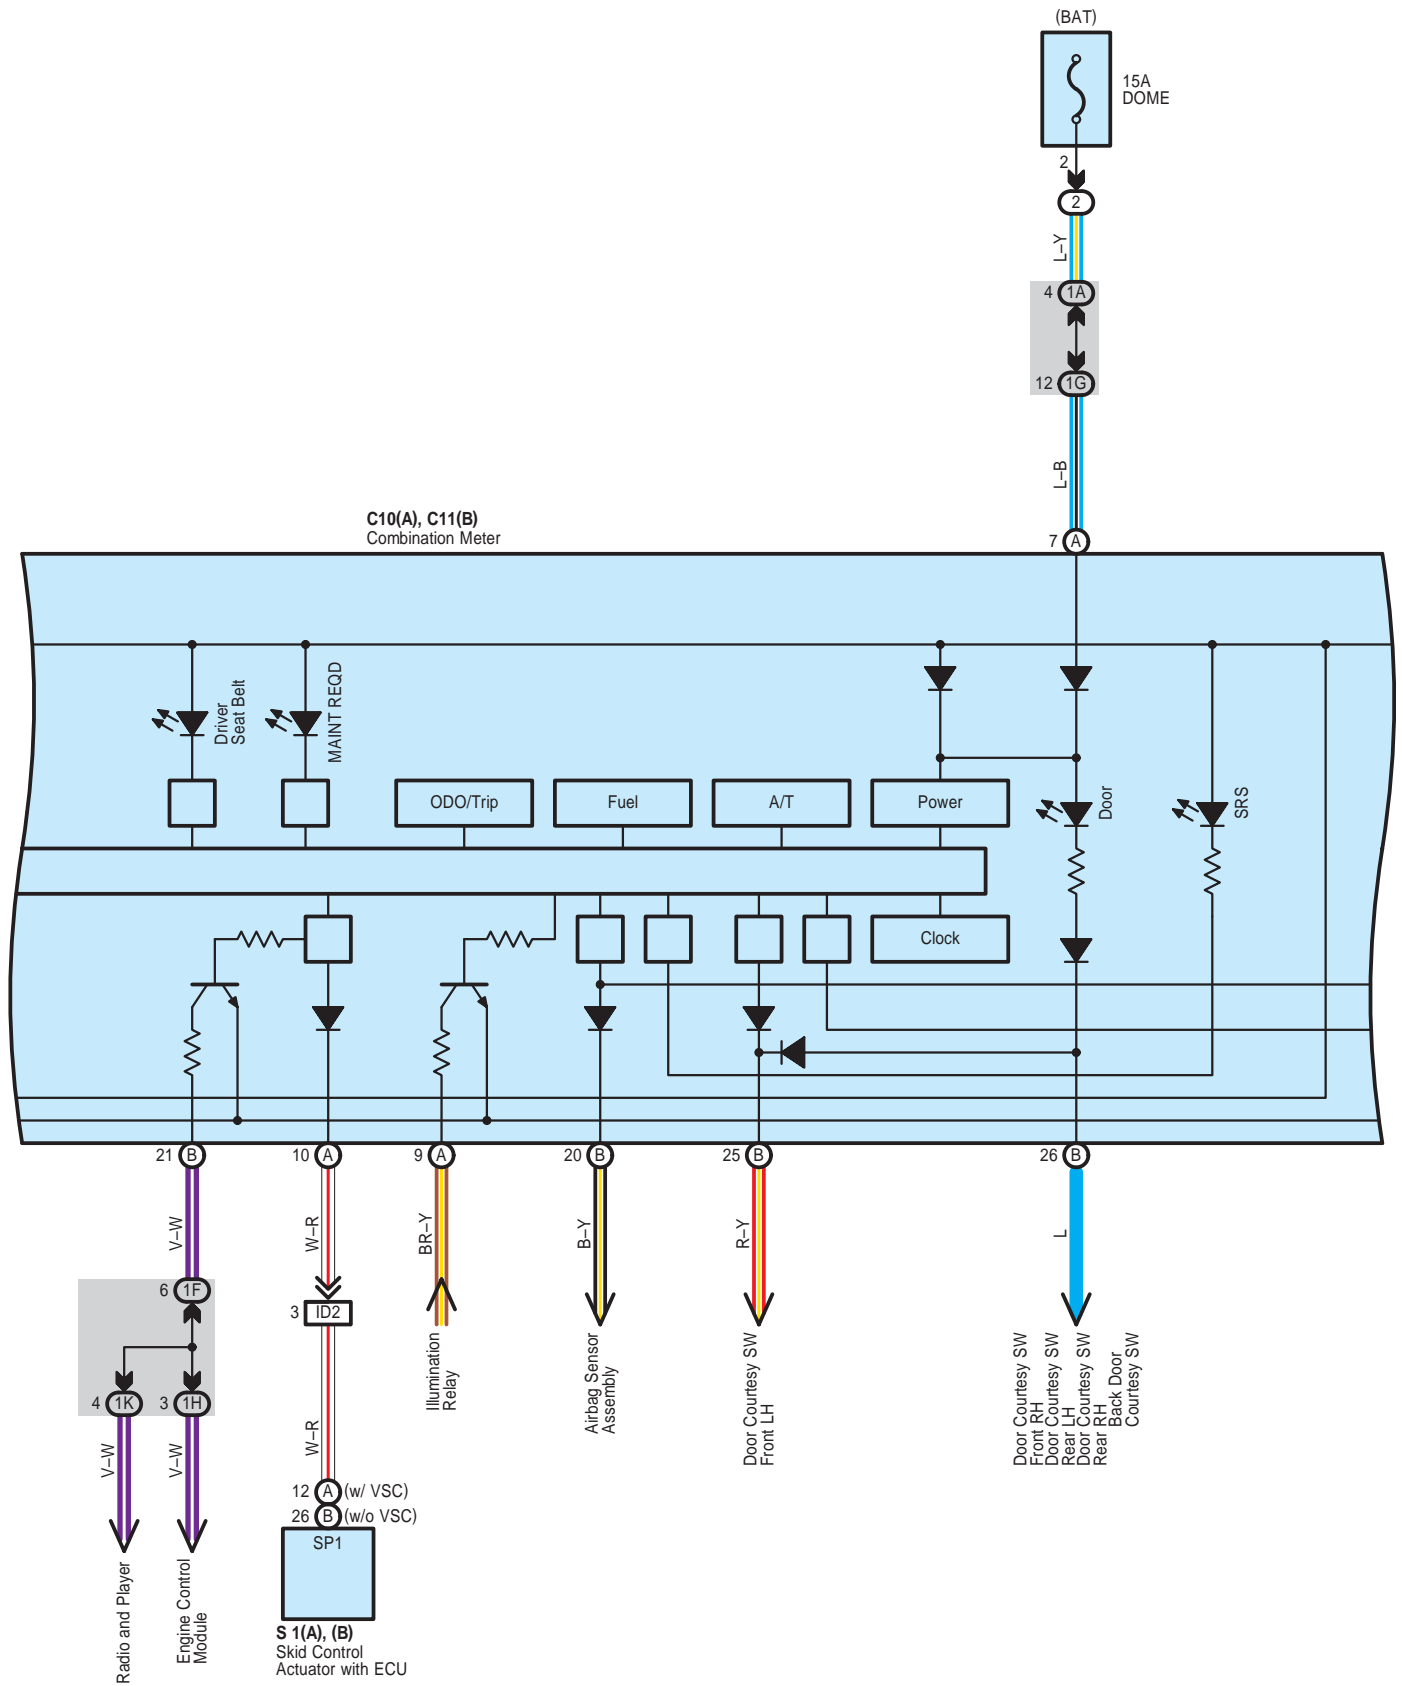 (BAT)
15A
DOME
2
2
L–Y
4 1A
12 1G
L–B
C10(A), C11(B)
Combination Meter
7 A
Driver
Seat Belt
MAINT REQD
ODO/Trip
Fuel
A/T
Power
Door
SRS
Clock
21 B
10 A
9 A
20 B
25 B
26 B
V–W
W–R
BR–Y
B–Y
R–Y
L
6 1F
3 ID2
4 1K
3 1H
Illumination
Relay
Airbag Sensor
Assembly
Door Courtesy SW
Front LH
Door Courtesy SW
Front RH
Door Courtesy SW
Rear LH
Door Courtesy SW
Rear RH
Back Door
Courtesy SW
V–W
V–W
W–R
12 A (w/ VSC)
26 B (w/o VSC)
SP1
Radio and Player
Engine Control
Module
S 1(A), (B)
Skid Control
Actuator with ECU